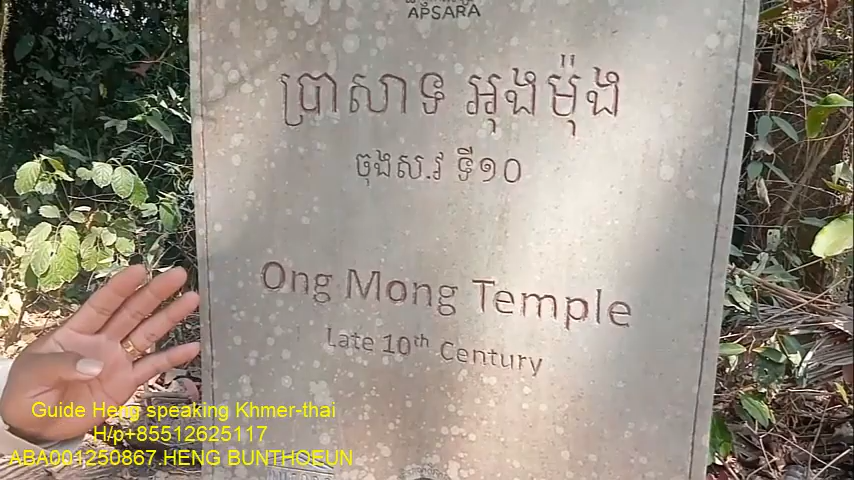 APSARA
ប្រាសាទ អុងម៉ុង
ចុងស.វ ទី១០
Ong Mong Temple
Late 10th Century
Guide Heng speaking Khmer-thai
H/p+85512625117
ABA001250867.HENG BUNTHOEUN